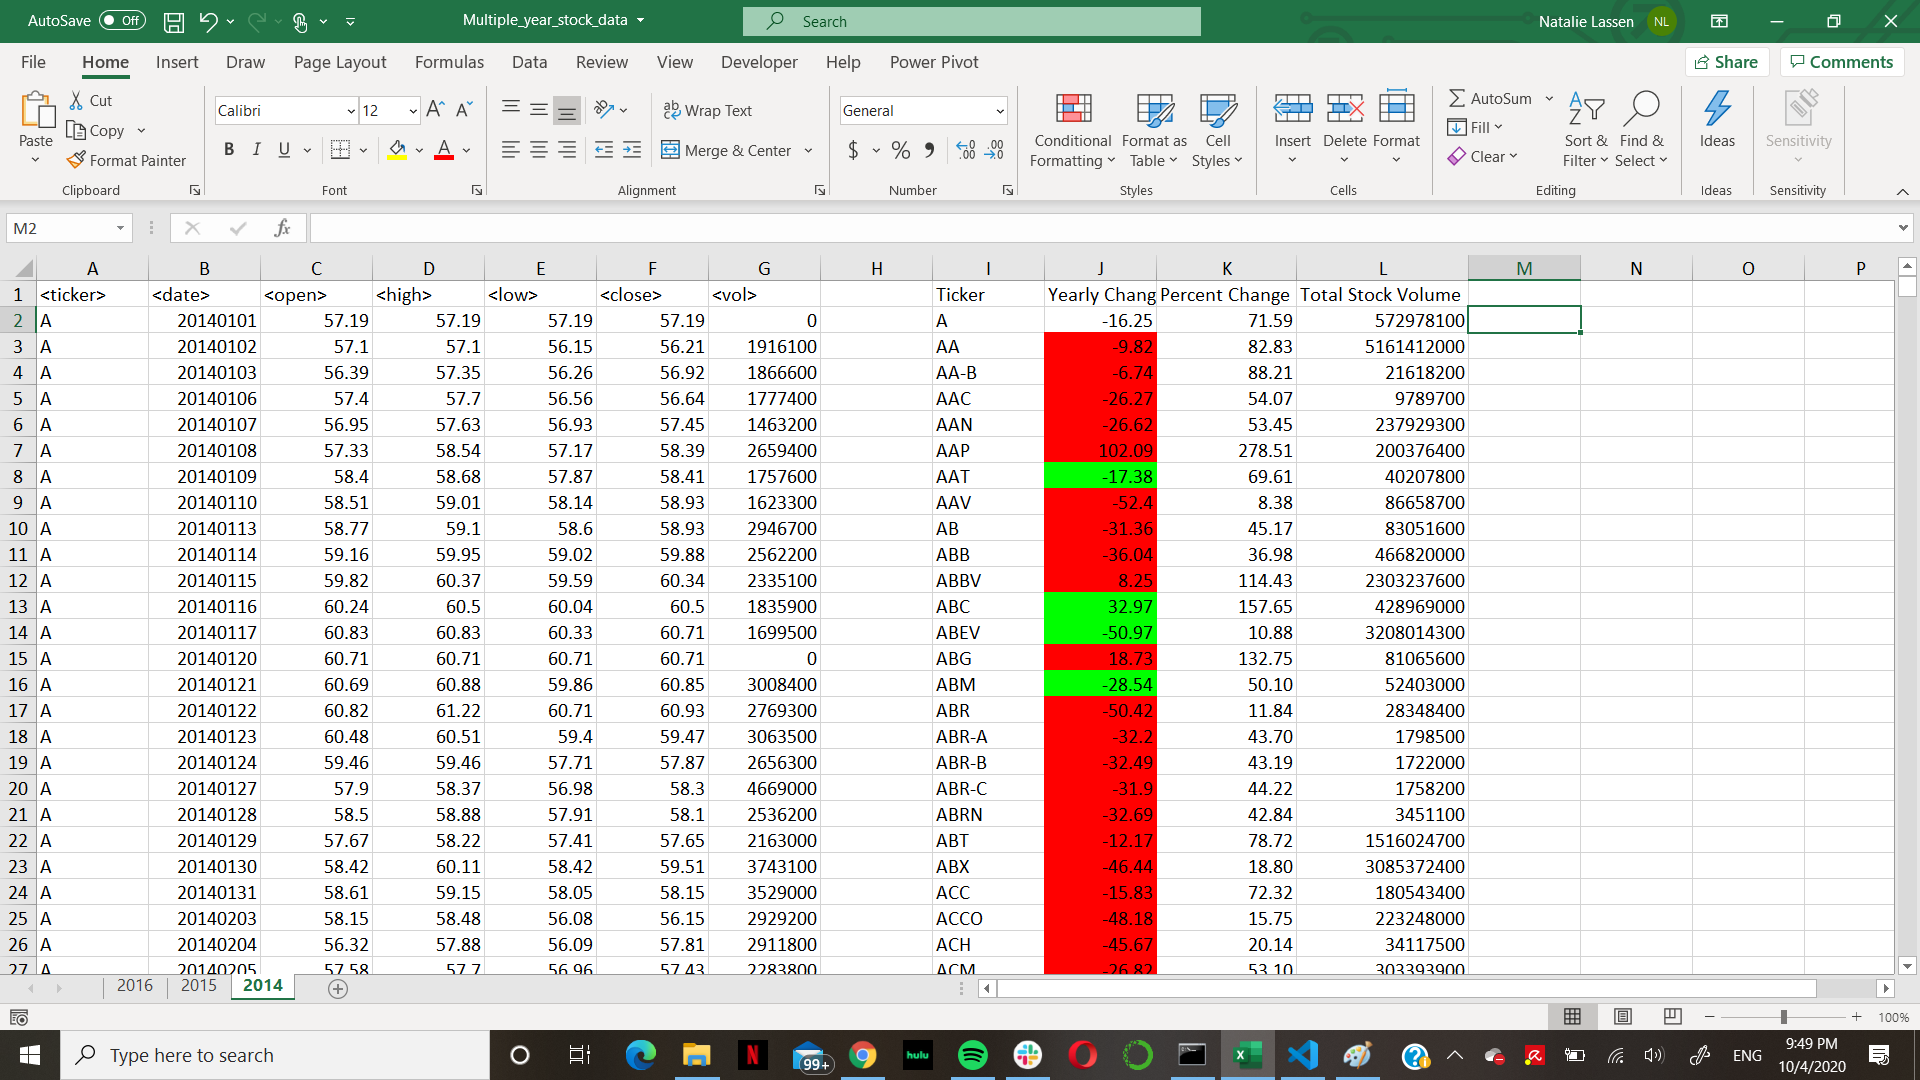 AutoSave Off Multiple_year_stock_data Search Natalie Lassen NL
File Home Insert Draw Page Layout Formulas Data Review View Developer Help Power Pivot Share Comments
Paste Cut Copy Format Painter Clipboard
Calibri 12 B I U A Font
ab Wrap Text Merge & Center Alignment
General $ % Number
Conditional Formatting Format as Table Cell Styles Styles
Insert Delete Format Cells
AutoSum Fill Clear Sort & Filter Find & Select Editing
Ideas Ideas
Sensitivity Sensitivity
M2 fx
A B C D E F G H I J K L M N O P
1 <ticker> <date> <open> <high> <low> <close> <vol> Ticker Yearly Chang Percent Change Total Stock Volume
2 A 20140101 57.19 57.19 57.19 57.19 0 A -16.25 71.59 572978100
3 A 20140102 57.1 57.1 56.15 56.21 1916100 AA -9.82 82.83 5161412000
4 A 20140103 56.39 57.35 56.26 56.92 1866600 AA-B -6.74 88.21 21618200
5 A 20140106 57.4 57.7 56.56 56.64 1777400 AAC -26.27 54.07 9789700
6 A 20140107 56.95 57.63 56.93 57.45 1463200 AAN -26.62 53.45 237929300
7 A 20140108 57.33 58.54 57.17 58.39 2659400 AAP 102.09 278.51 200376400
8 A 20140109 58.4 58.68 57.87 58.41 1757600 AAT -17.38 69.61 40207800
9 A 20140110 58.51 59.01 58.14 58.93 1623300 AAV -52.4 8.38 86658700
10 A 20140113 58.77 59.1 58.6 58.93 2946700 AB -31.36 45.17 83051600
11 A 20140114 59.16 59.95 59.02 59.88 2562200 ABB -36.04 36.98 466820000
12 A 20140115 59.82 60.37 59.59 60.34 2335100 ABBV 8.25 114.43 2303237600
13 A 20140116 60.24 60.5 60.04 60.5 1835900 ABC 32.97 157.65 428969000
14 A 20140117 60.83 60.83 60.33 60.71 1699500 ABEV -50.97 10.88 3208014300
15 A 20140120 60.71 60.71 60.71 60.71 0 ABG 18.73 132.75 81065600
16 A 20140121 60.69 60.88 59.86 60.85 3008400 ABM -28.54 50.10 52403000
17 A 20140122 60.82 61.22 60.71 60.93 2769300 ABR -50.42 11.84 28348400
18 A 20140123 60.48 60.51 59.4 59.47 3063500 ABR-A -32.2 43.70 1798500
19 A 20140124 59.46 59.46 57.71 57.87 2656300 ABR-B -32.49 43.19 1722000
20 A 20140127 57.9 58.37 56.98 58.3 4669000 ABR-C -31.9 44.22 1758200
21 A 20140128 58.5 58.88 57.91 58.1 2536200 ABRN -32.69 42.84 3451100
22 A 20140129 57.67 58.22 57.41 57.65 2163000 ABT -12.17 78.72 1516024700
23 A 20140130 58.42 60.11 58.42 59.51 3743100 ABX -46.44 18.80 3085372400
24 A 20140131 58.61 59.15 58.05 58.15 3529000 ACC -15.83 72.32 180543400
25 A 20140203 58.15 58.48 56.08 56.15 2929200 ACCO -48.18 15.75 223248000
26 A 20140204 56.32 57.88 56.09 57.81 2911800 ACH -45.67 20.14 34117500
27 A 20140205 57.58 57.7 56.96 57.43 2283800 ACM -26.82 53.10 303393900
2016 2015 2014
100%
Type here to search 99+ hulu ENG 9:49 PM
10/4/2020